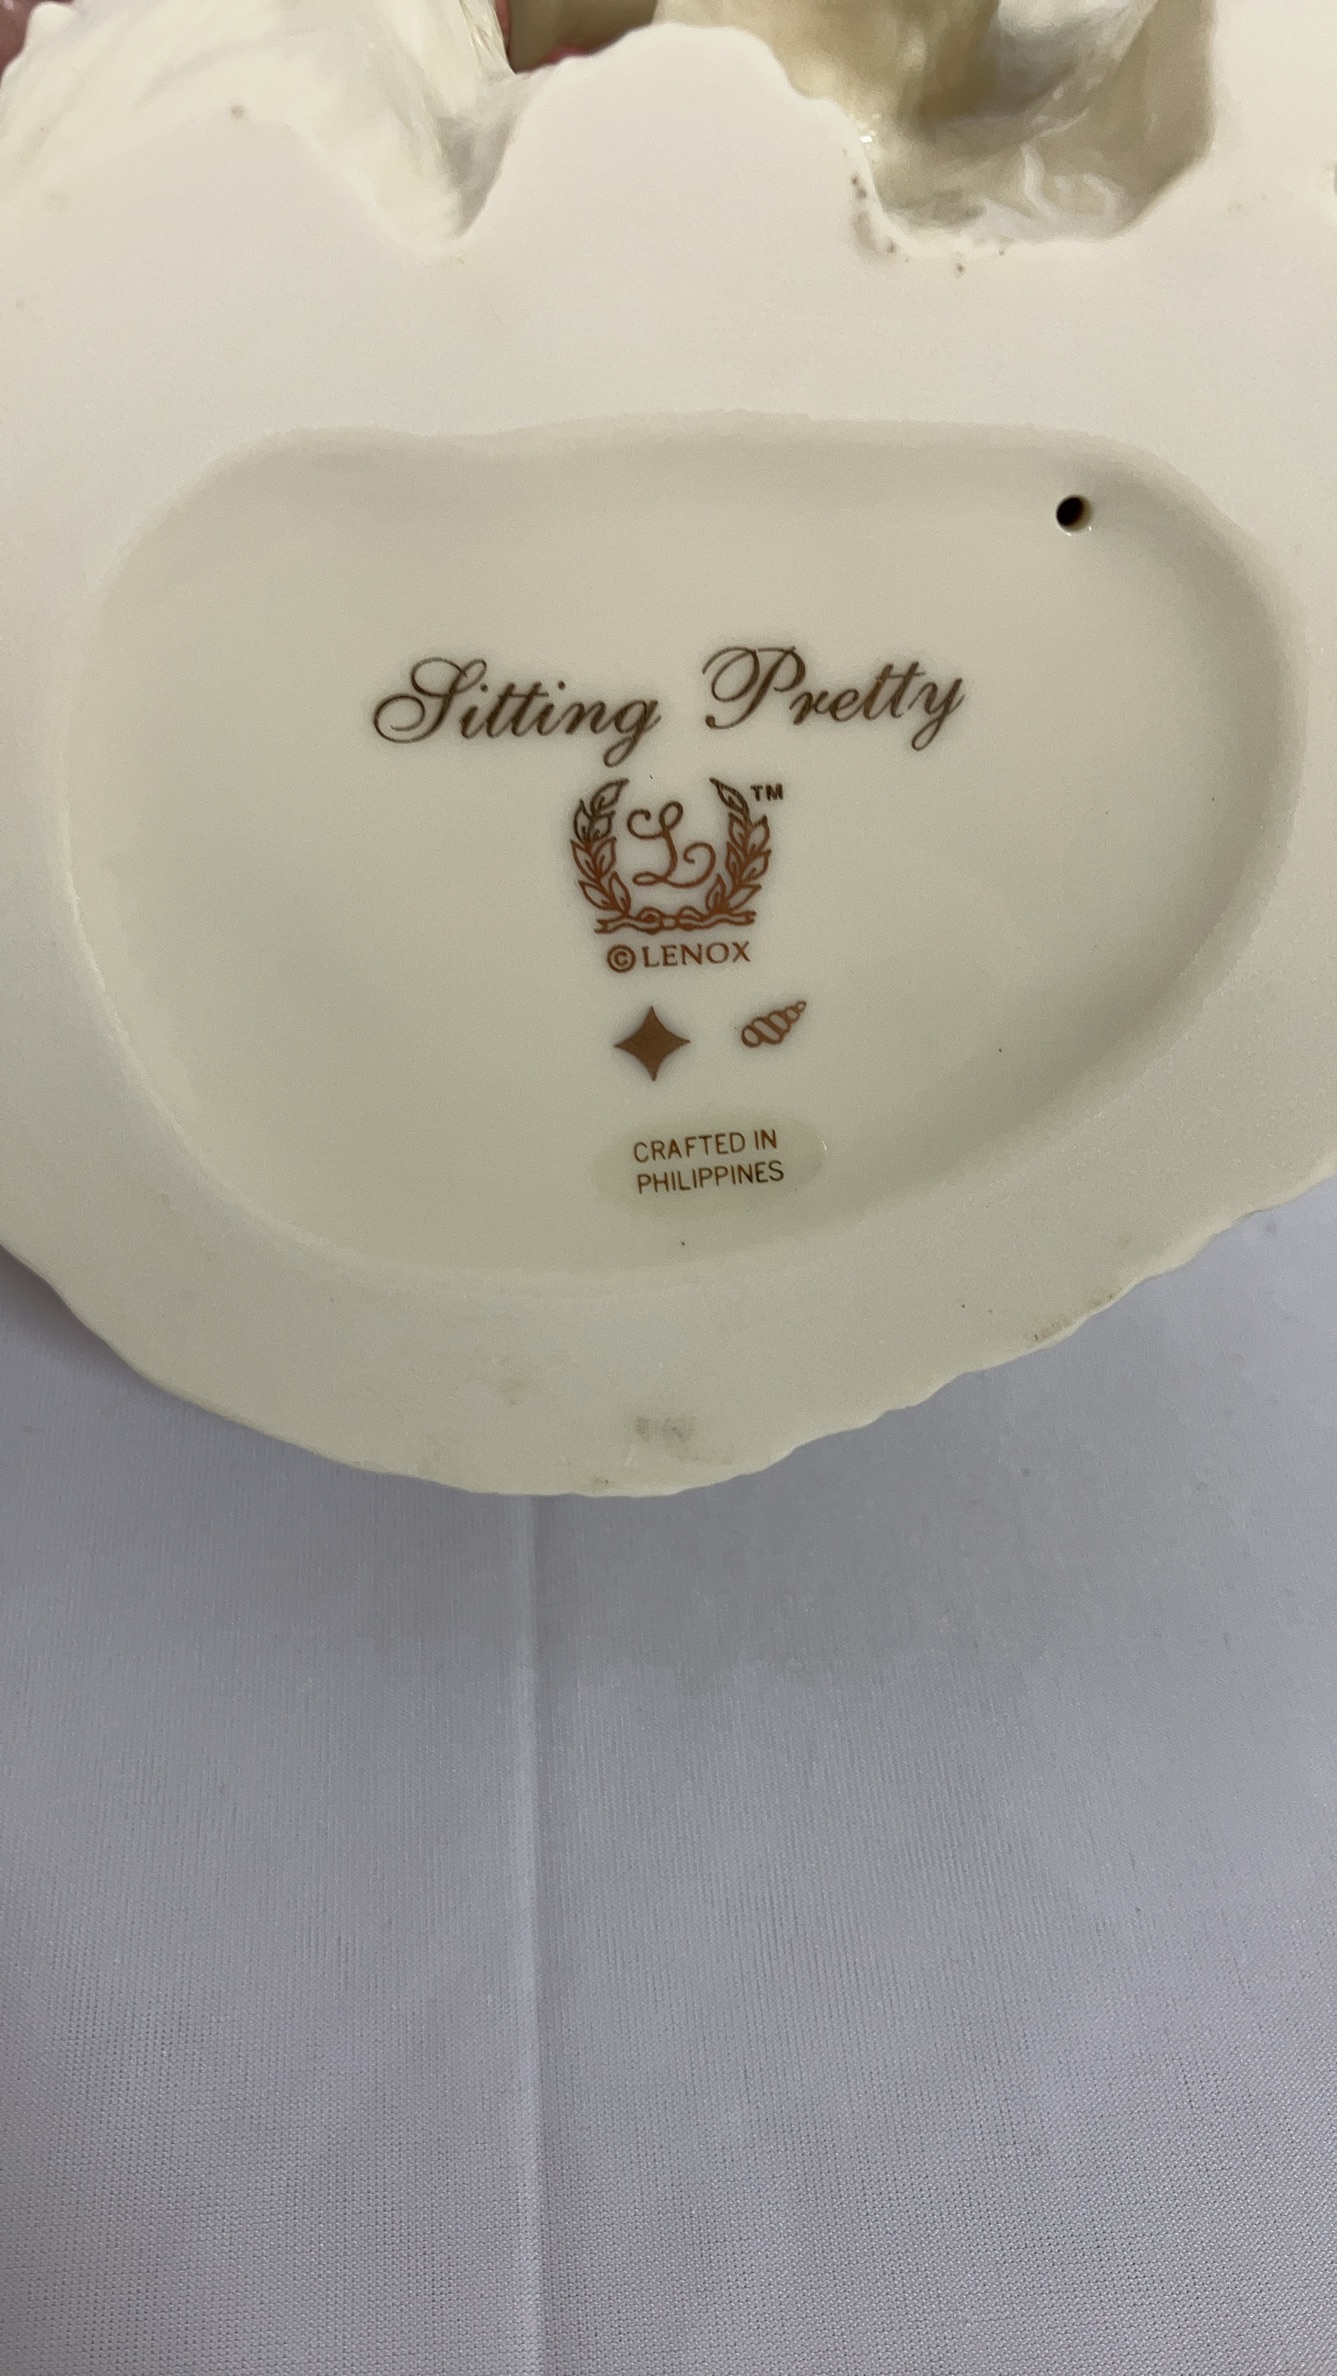 Sitting Pretty
L™
©LENOX
CRAFTED IN
PHILIPPINES